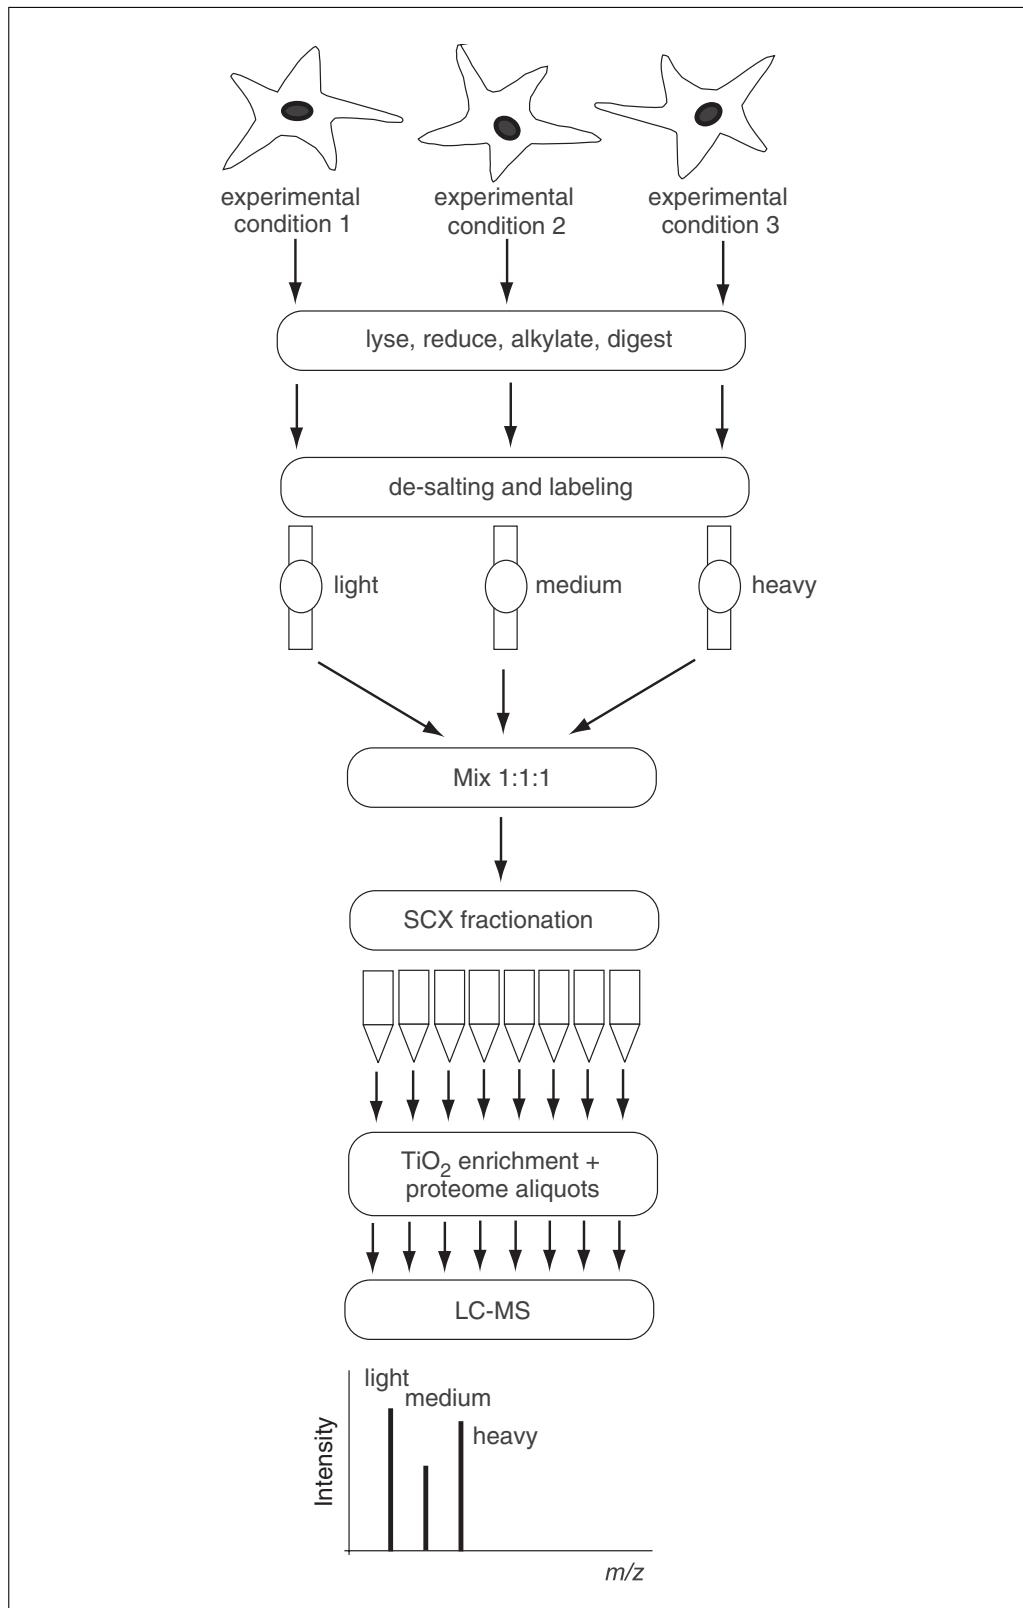 experimental
condition 1
experimental
condition 2
experimental
condition 3
lyse, reduce, alkylate, digest
de-salting and labeling
light
medium
heavy
Mix 1:1:1
SCX fractionation
TiO₂ enrichment +
proteome aliquots
LC-MS
light
medium
heavy
Intensity
m/z